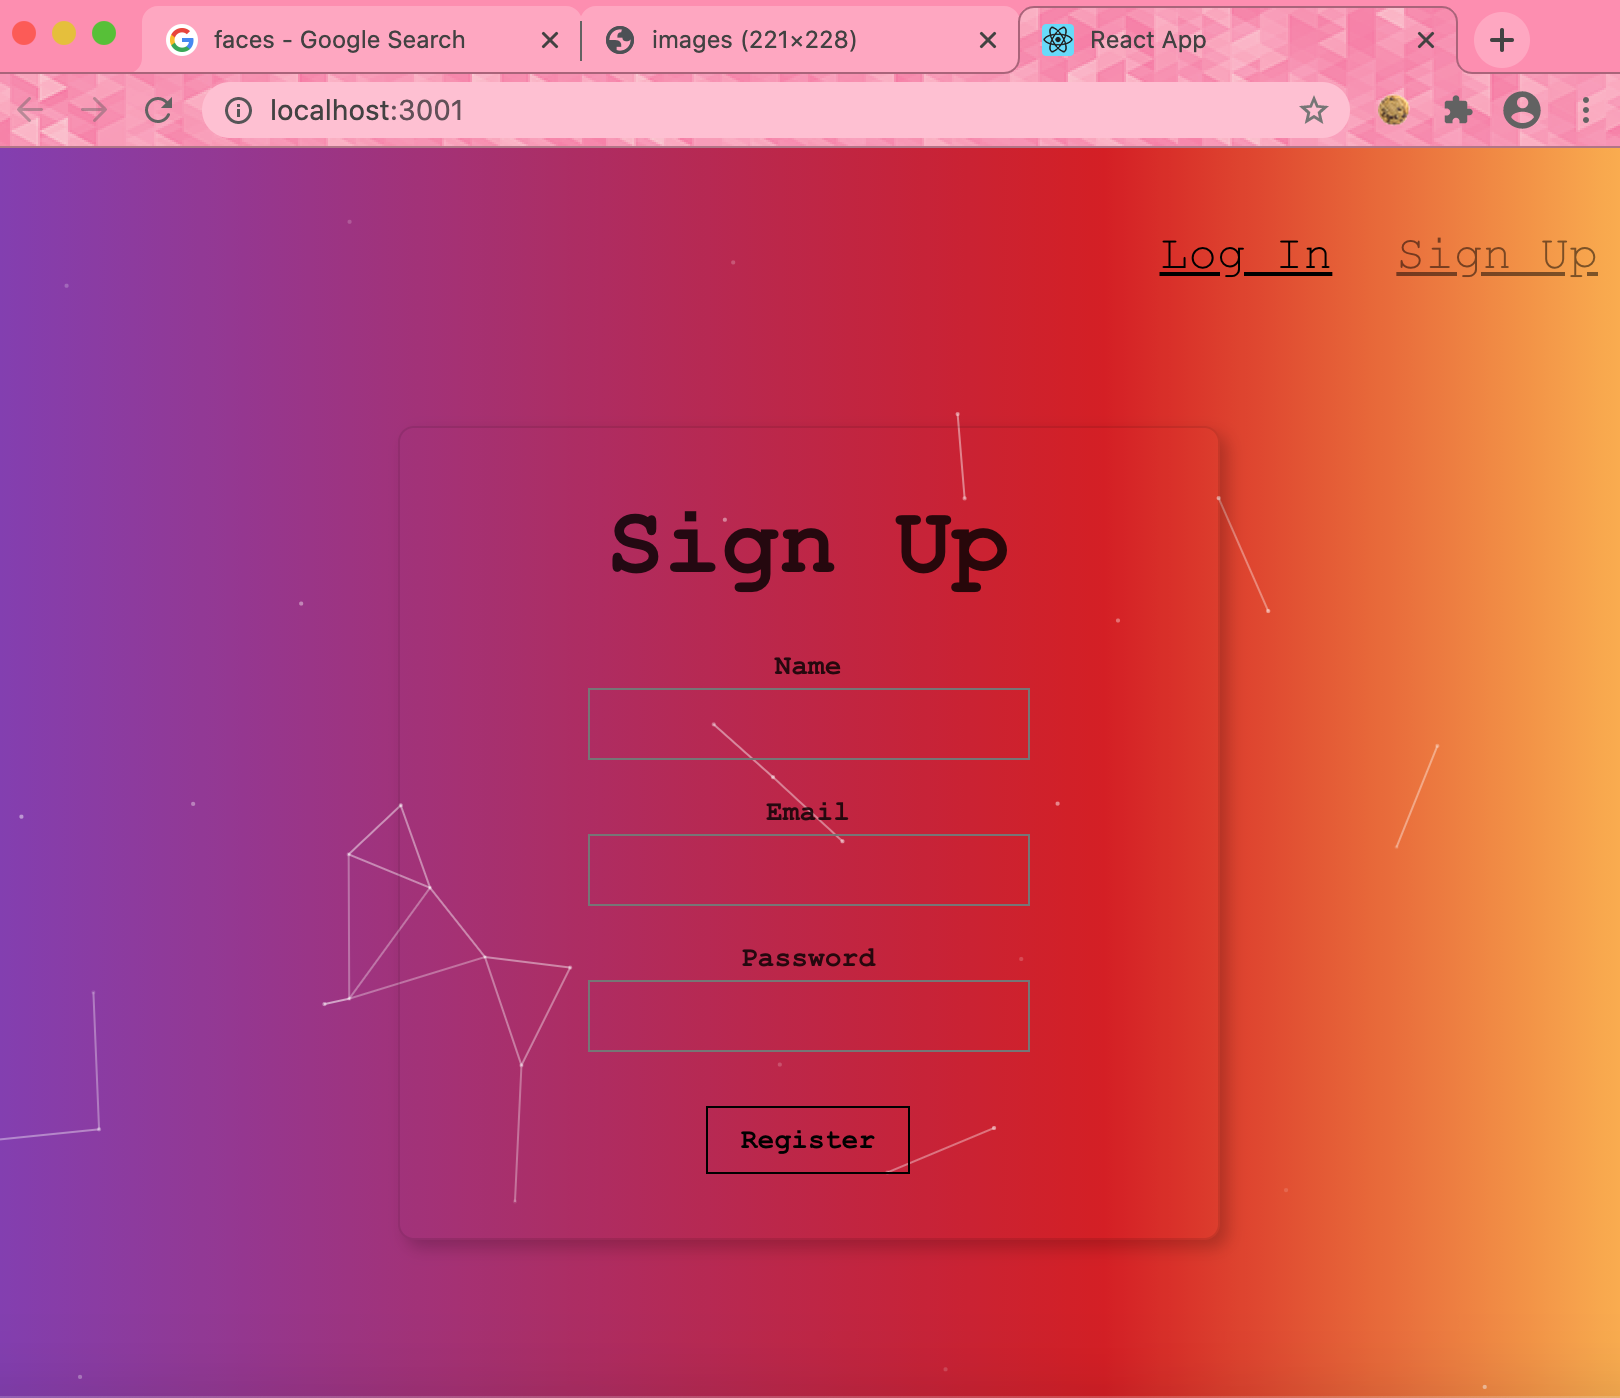 faces - Google Search
images (221×228)
React App
localhost:3001
Log In
Sign Up
Sign Up
Name
Email
Password
Register